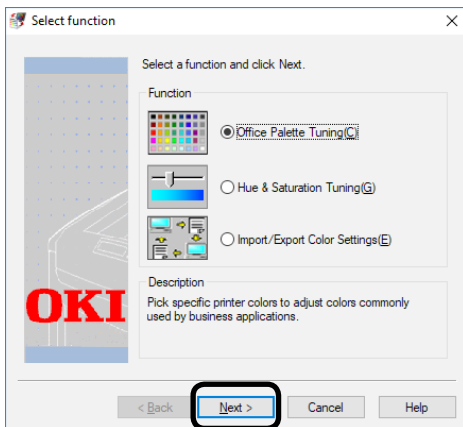 Select function
Select a function and click Next.
Function
Office Palette Tuning(C)
Hue & Saturation Tuning(G)
Import/Export Color Settings(E)
Description
Pick specific printer colors to adjust colors commonly
used by business applications.
OKI
< Back Next > Cancel Help